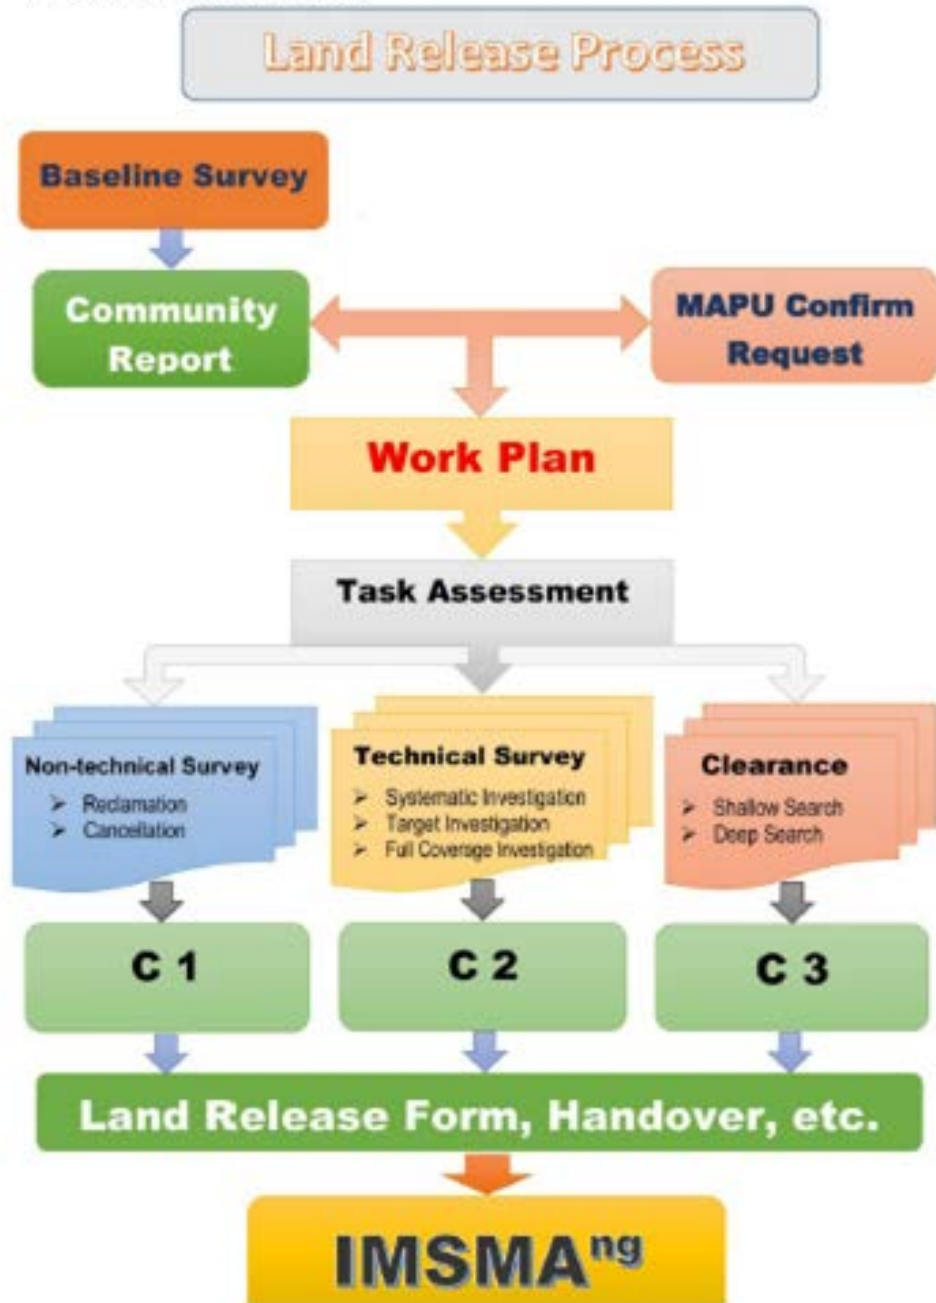 Land Release Process
Baseline Survey
Community
Report
MAPU Confirm
Request
Work Plan
Task Assessment
Non-technical Survey
➢ Reclamation
➢ Cancellation
Technical Survey
➢ Systematic Investigation
➢ Target Investigation
➢ Full Coverage Investigation
Clearance
➢ Shallow Search
➢ Deep Search
C 1
C 2
C 3
Land Release Form, Handover, etc.
IMSMAng